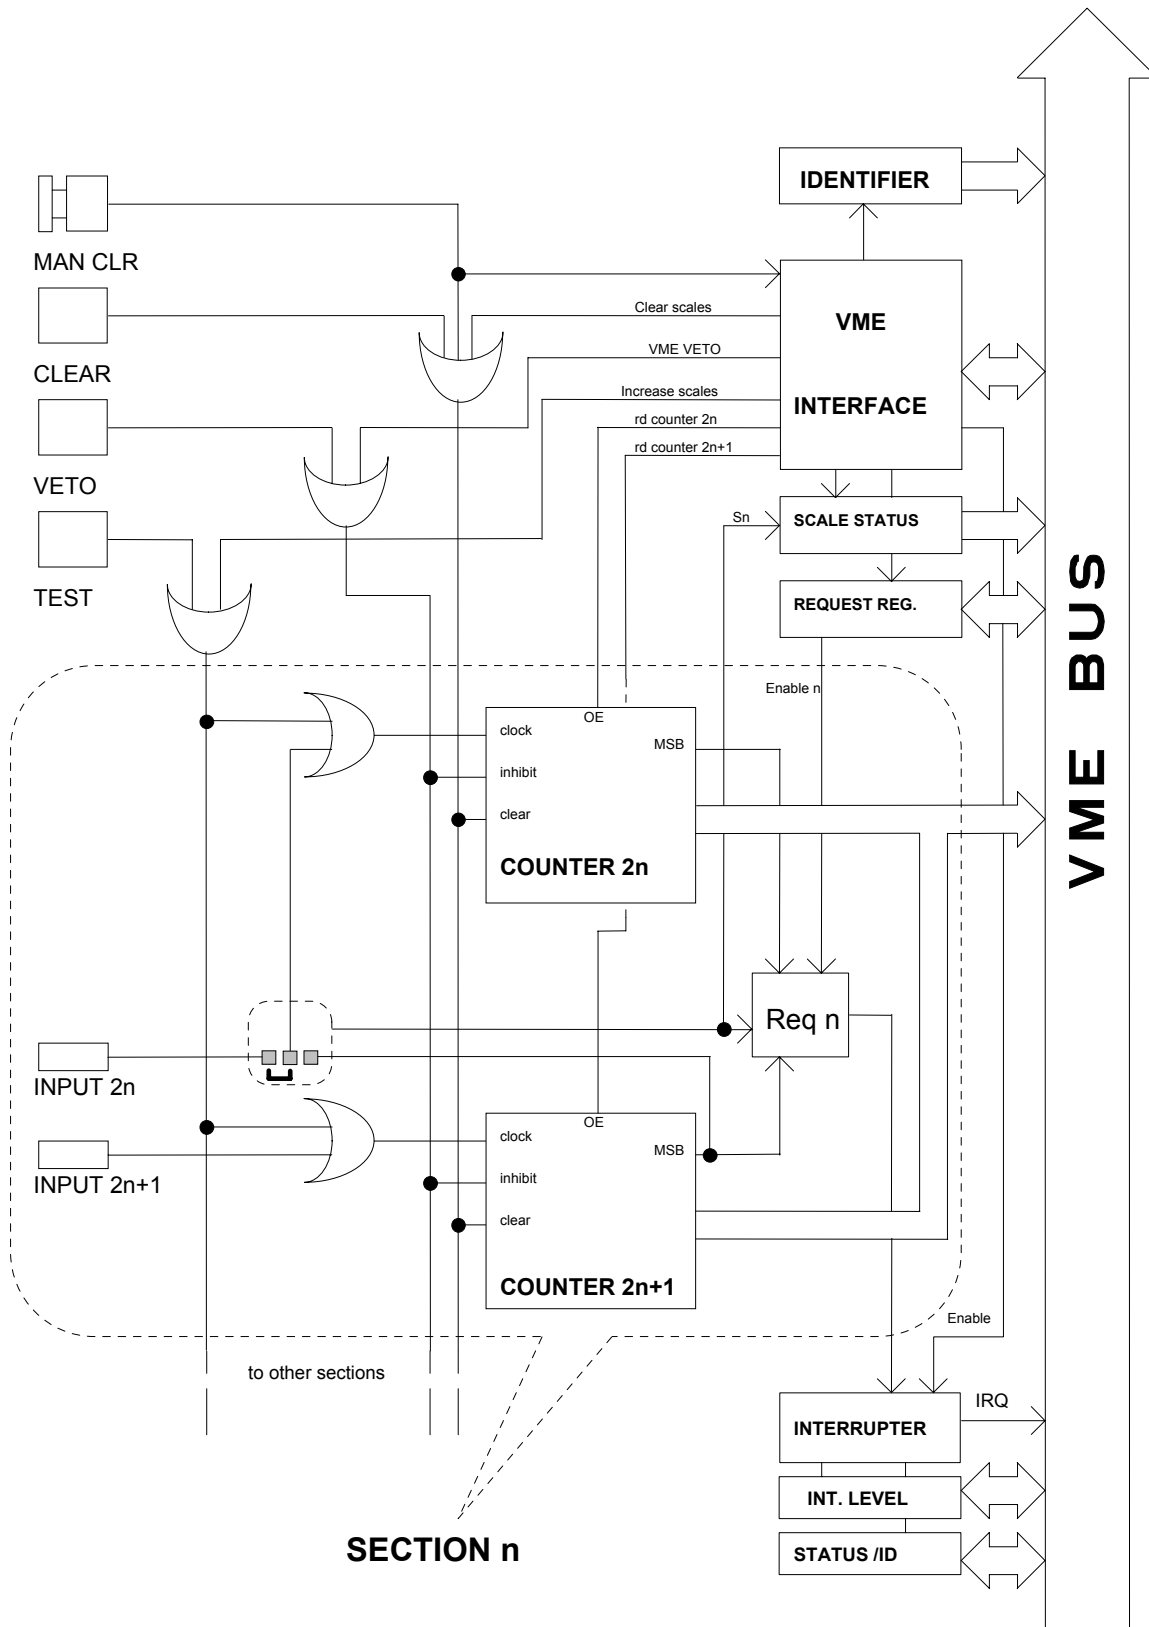 IDENTIFIER
MAN CLR
Clear scales
VME
CLEAR
VME VETO
Increase scales
INTERFACE
rd counter 2n
rd counter 2n+1
VETO
Sn
SCALE STATUS
TEST
REQUEST REG.
VME BUS
Enable n
OE
clock
MSB
inhibit
clear
COUNTER 2n
Req n
INPUT 2n
OE
clock
MSB
INPUT 2n+1
inhibit
clear
COUNTER 2n+1
Enable
to other sections
IRQ
INTERRUPTER
INT. LEVEL
SECTION n
STATUS /ID